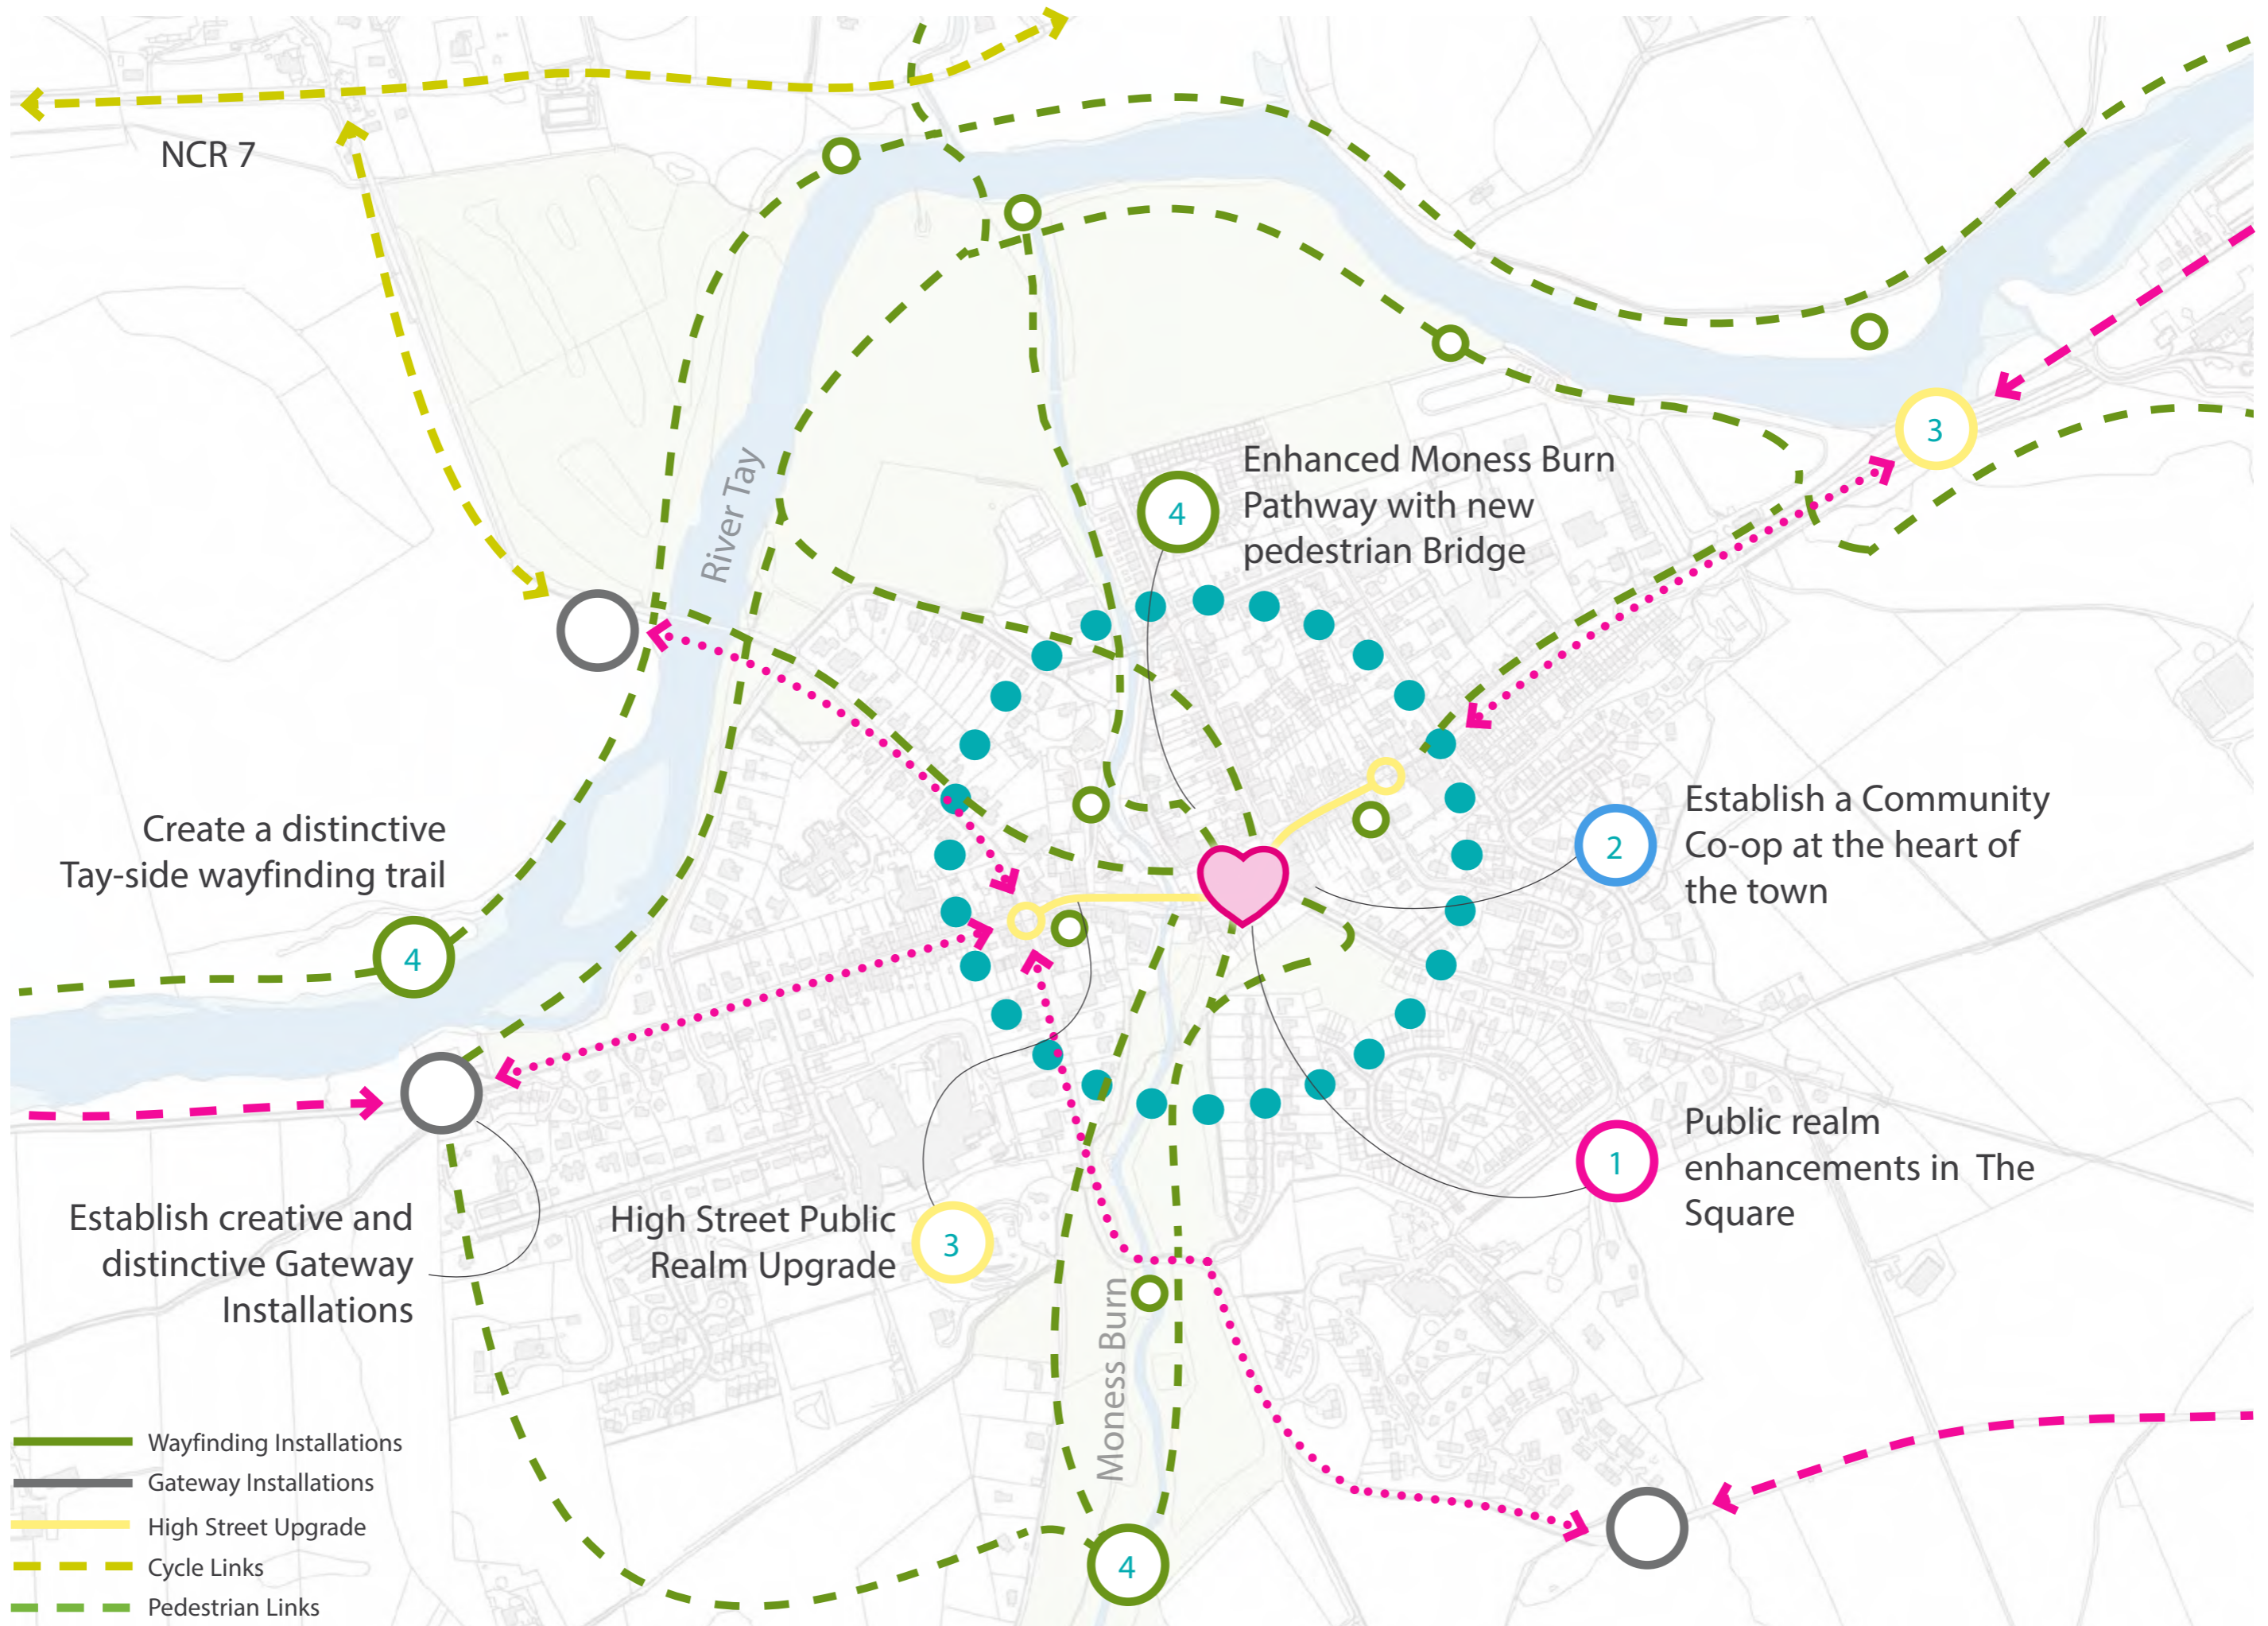 NCR 7
River Tay
4
Enhanced Moness Burn
Pathway with new
pedestrian Bridge
3
Create a distinctive
Tay-side wayfinding trail
4
2
Establish a Community
Co-op at the heart of
the town
1
Public realm
enhancements in The
Square
Establish creative and
distinctive Gateway
Installations
High Street Public
Realm Upgrade
3
Moness Burn
4
Wayfinding Installations
Gateway Installations
High Street Upgrade
Cycle Links
Pedestrian Links